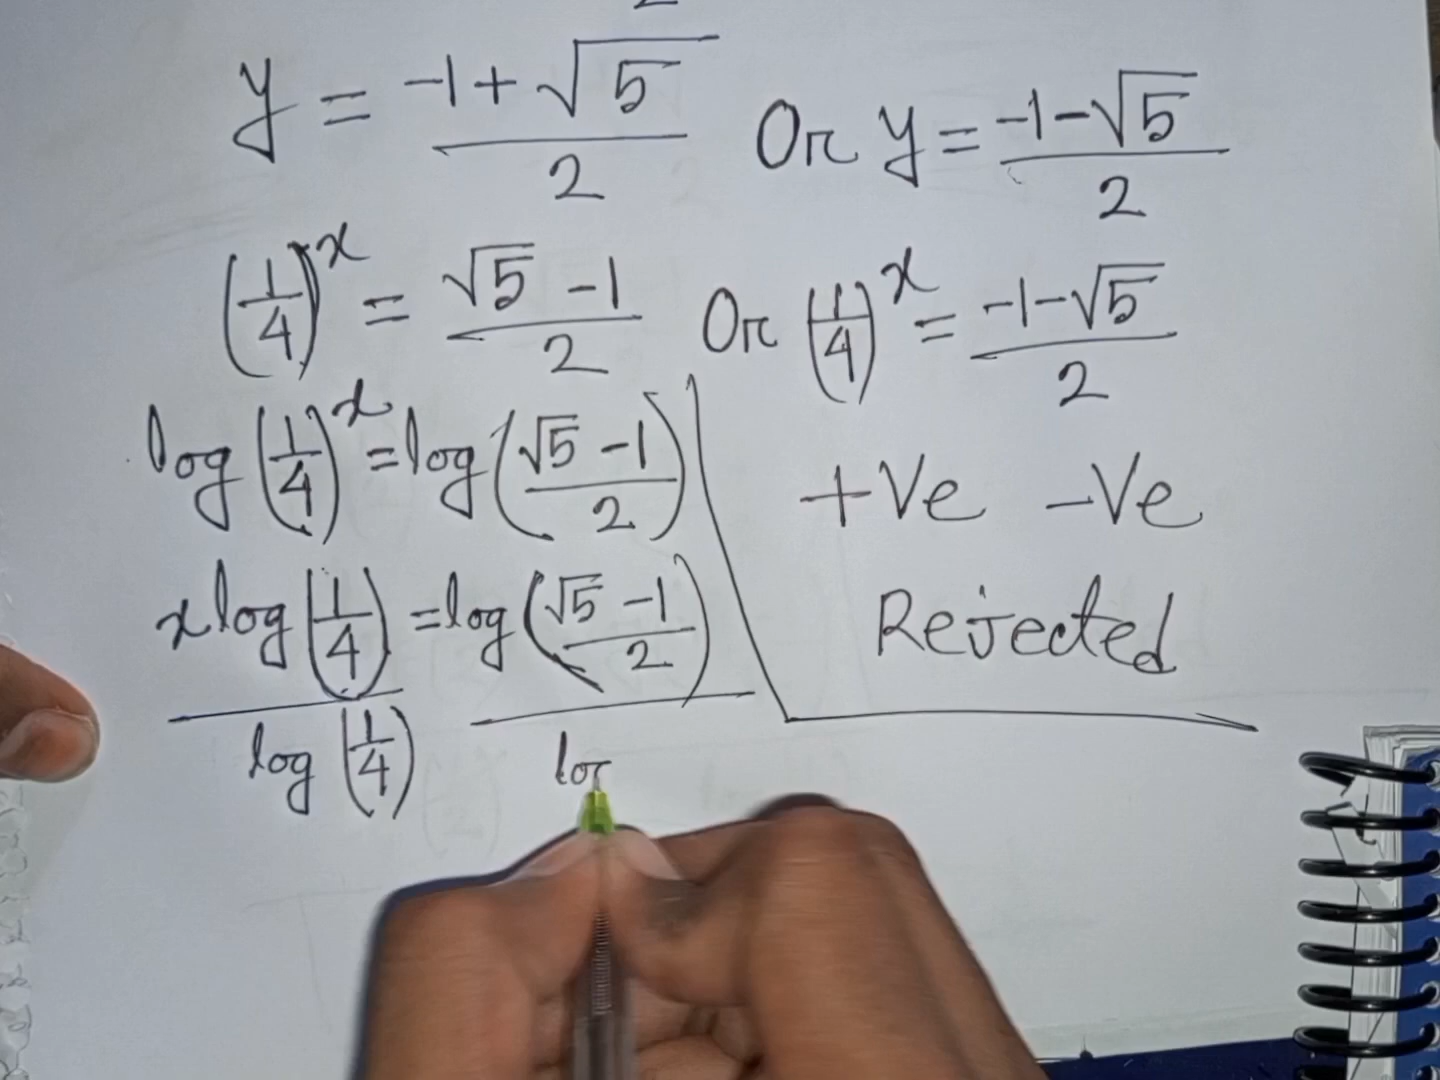 y = (-1 + √5)/2 Or y = (-1 - √5)/2
(1/4)^x = (√5 - 1)/2 Or (1/4)^x = (-1 - √5)/2
log(1/4)^x = log((√5 - 1)/2)
+Ve -Ve
x log(1/4) = log((√5 - 1)/2)
Rejected
log(1/4) lo